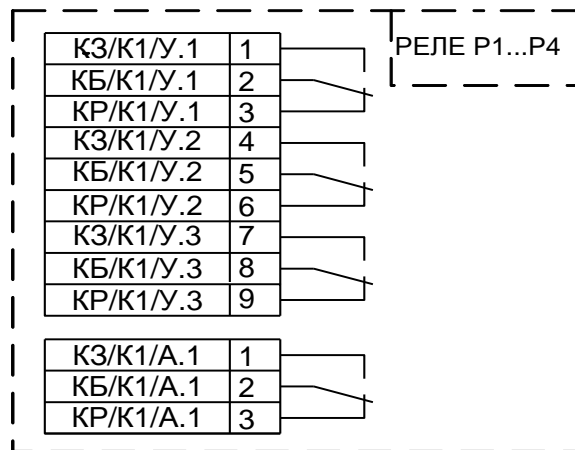 РЕЛЕ Р1...Р4
КЗ/К1/У.1 1
КБ/К1/У.1 2
КР/К1/У.1 3
КЗ/К1/У.2 4
КБ/К1/У.2 5
КР/К1/У.2 6
КЗ/К1/У.3 7
КБ/К1/У.3 8
КР/К1/У.3 9
КЗ/К1/А.1 1
КБ/К1/А.1 2
КР/К1/А.1 3